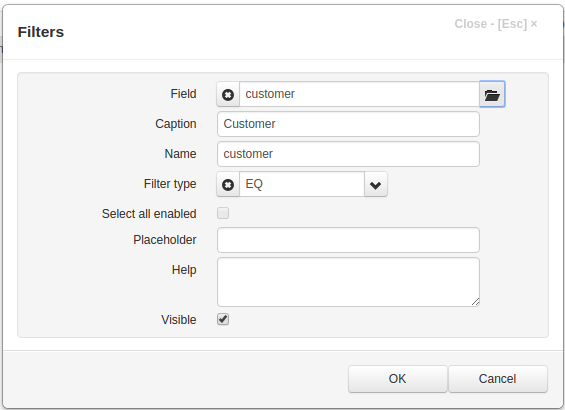 Filters
Close - [Esc] ×
Field customer
Caption Customer
Name customer
Filter type EQ
Select all enabled
Placeholder
Help
Visible
OK Cancel